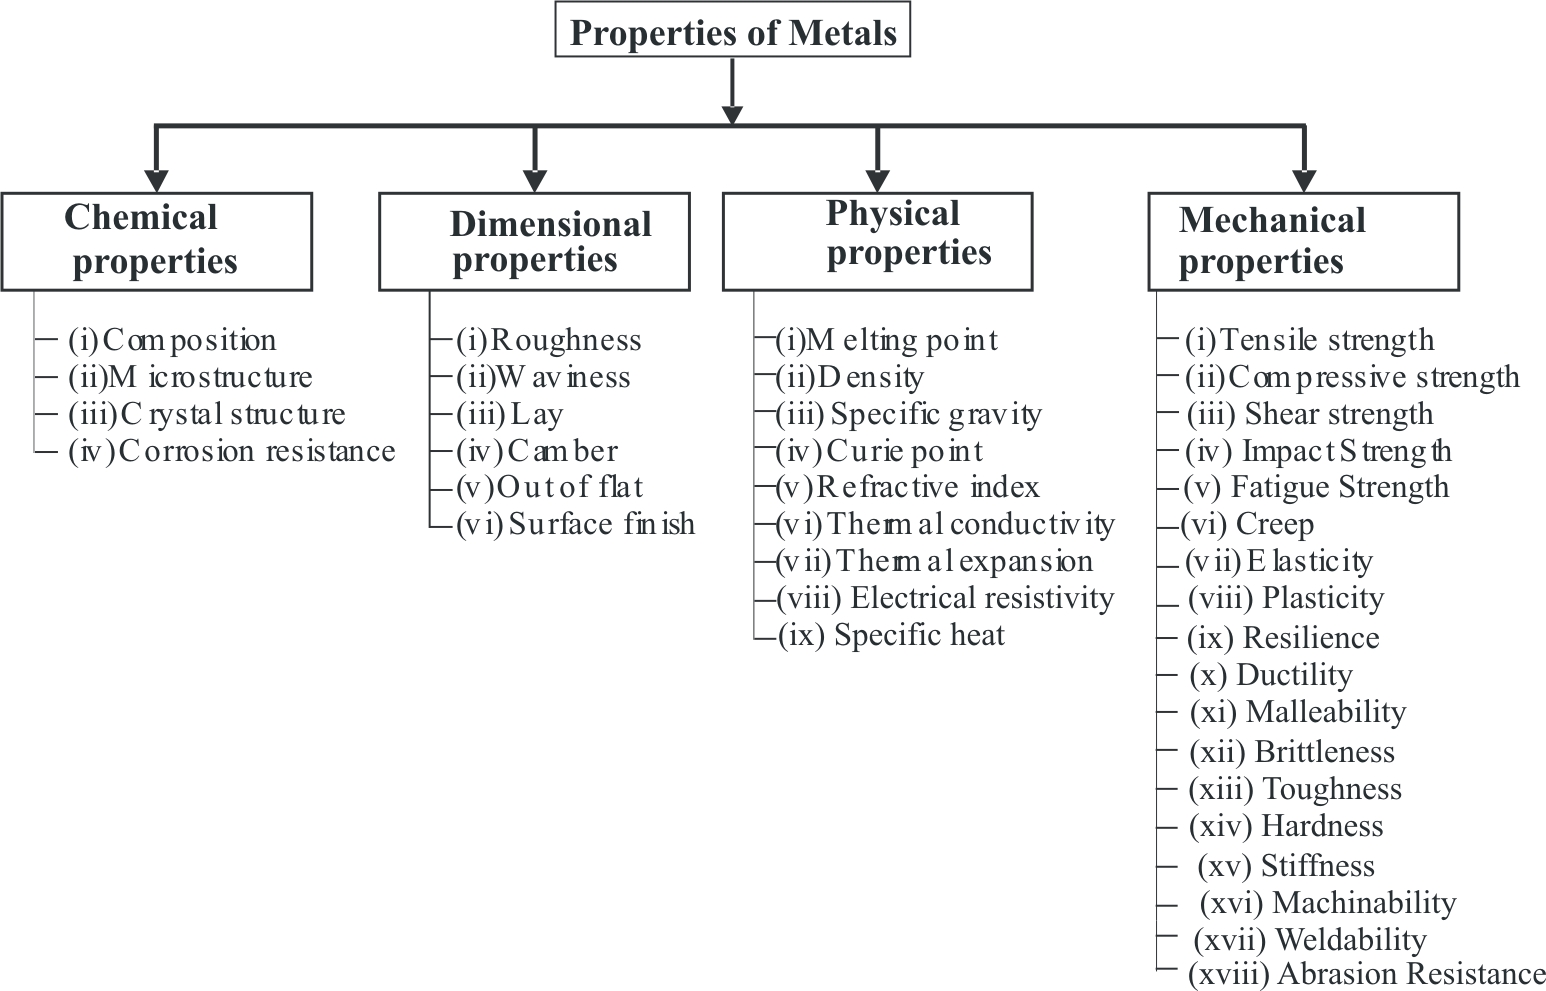 Properties of Metals
Chemical
properties
(i) Composition
(ii) Microstructure
(iii) Crystal structure
(iv) Corrosion resistance
Dimensional
properties
(i) Roughness
(ii) Waviness
(iii) Lay
(iv) Camber
(v) Out of flat
(vi) Surface finish
Physical
properties
(i) Melting point
(ii) Density
(iii) Specific gravity
(iv) Curie point
(v) Refractive index
(vi) Thermal conductivity
(vii) Thermal expansion
(viii) Electrical resistivity
(ix) Specific heat
Mechanical
properties
(i) Tensile strength
(ii) Compressive strength
(iii) Shear strength
(iv) Impact Strength
(v) Fatigue Strength
(vi) Creep
(vii) Elasticity
(viii) Plasticity
(ix) Resilience
(x) Ductility
(xi) Malleability
(xii) Brittleness
(xiii) Toughness
(xiv) Hardness
(xv) Stiffness
(xvi) Machinability
(xvii) Weldability
(xviii) Abrasion Resistance